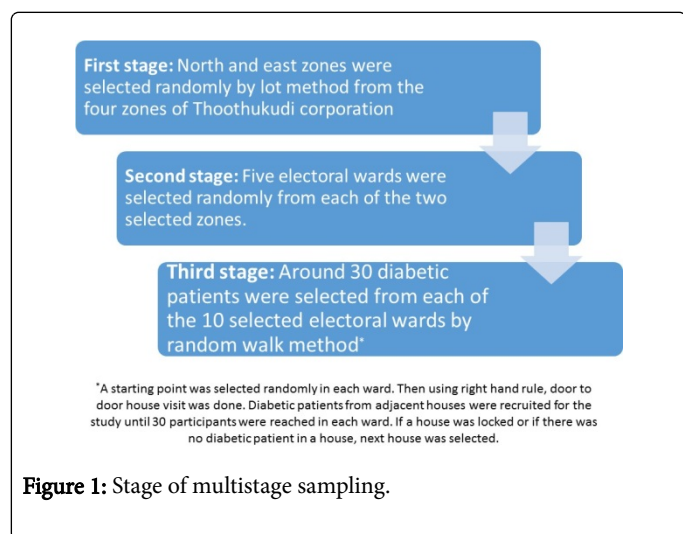 First stage: North and east zones were
selected randomly by lot method from the
four zones of Thoothukudi corporation
Second stage: Five electoral wards were
selected randomly from each of the two
selected zones.
Third stage: Around 30 diabetic
patients were selected from each of
the 10 selected electoral wards by
random walk method*
*A starting point was selected randomly in each ward. Then using right hand rule, door to
door house visit was done. Diabetic patients from adjacent houses were recruited for the
study until 30 participants were reached in each ward. If a house was locked or if there was
no diabetic patient in a house, next house was selected.
Figure 1: Stage of multistage sampling.